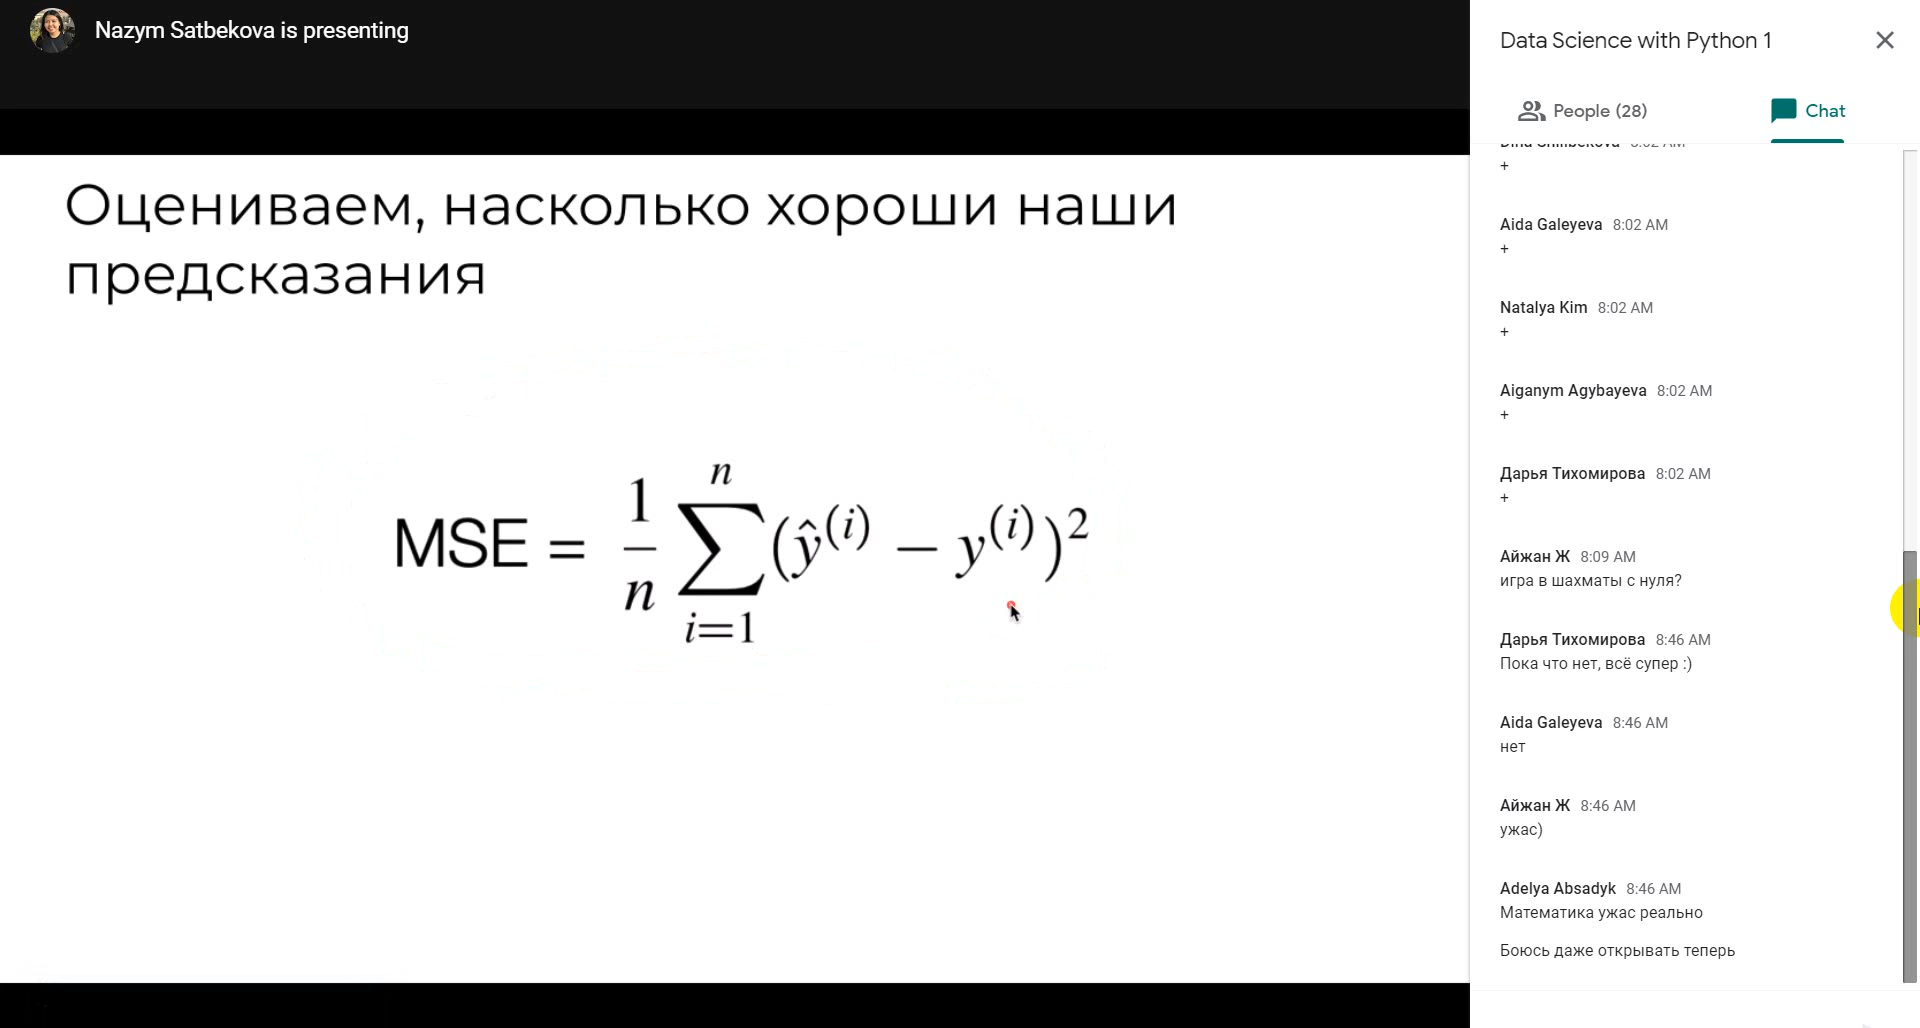 Nazym Satbekova is presenting
Оцениваем, насколько хороши наши
предсказания
MSE = \frac{1}{n} \sum_{i=1}^{n} (\hat{y}^{(i)} - y^{(i)})^2
Data Science with Python 1
People (28)
Chat
+
Aida Galeyeva 8:02 AM
+
Natalya Kim 8:02 AM
+
Aiganym Agybayeva 8:02 AM
+
Дарья Тихомирова 8:02 AM
+
Айжан Ж 8:09 AM
игра в шахматы с нуля?
Дарья Тихомирова 8:46 AM
Пока что нет, всё супер :)
Aida Galeyeva 8:46 AM
нет
Айжан Ж 8:46 AM
ужас)
Adelya Absadyk 8:46 AM
Математика ужас реально
Боюсь даже открывать теперь